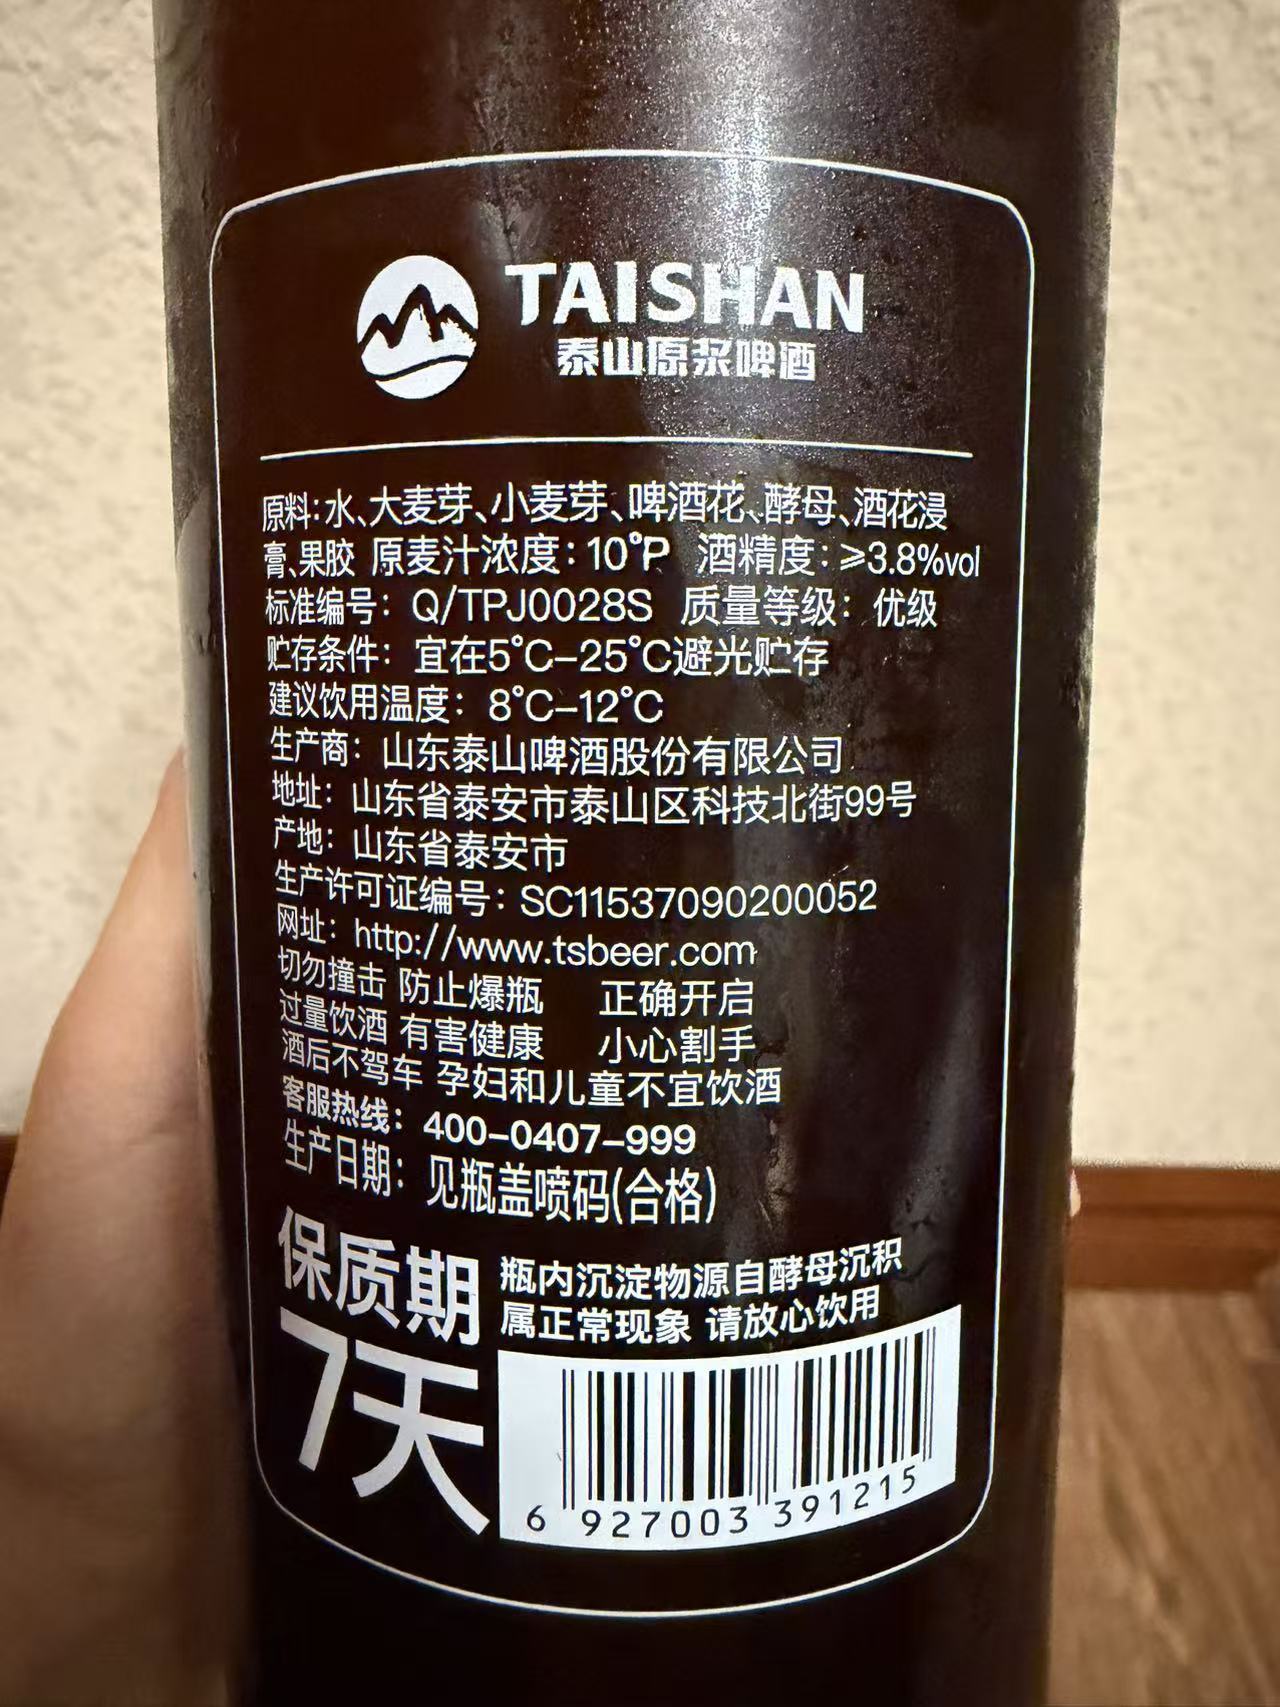 TAISHAN
泰山原浆啤酒
原料:水、大麦芽、小麦芽、啤酒花、酵母、酒花浸
膏、果胶 原麦汁浓度:10°P 酒精度:≥3.8%vol
标准编号:Q/TPJ0028S 质量等级:优级
贮存条件:宜在5°C-25°C避光贮存
建议饮用温度:8°C-12°C
生产商:山东泰山啤酒股份有限公司
地址:山东省泰安市泰山区科技北街99号
产地:山东省泰安市
生产许可证编号:SC11537090200052
网址:http://www.tsbeer.com
切勿撞击 防止爆瓶 正确开启
过量饮酒 有害健康 小心割手
酒后不驾车 孕妇和儿童不宜饮酒
客服热线:400-0407-999
生产日期:见瓶盖喷码(合格)
保质期
7天
瓶内沉淀物源自酵母沉积
属正常现象 请放心饮用
6 927003 391215